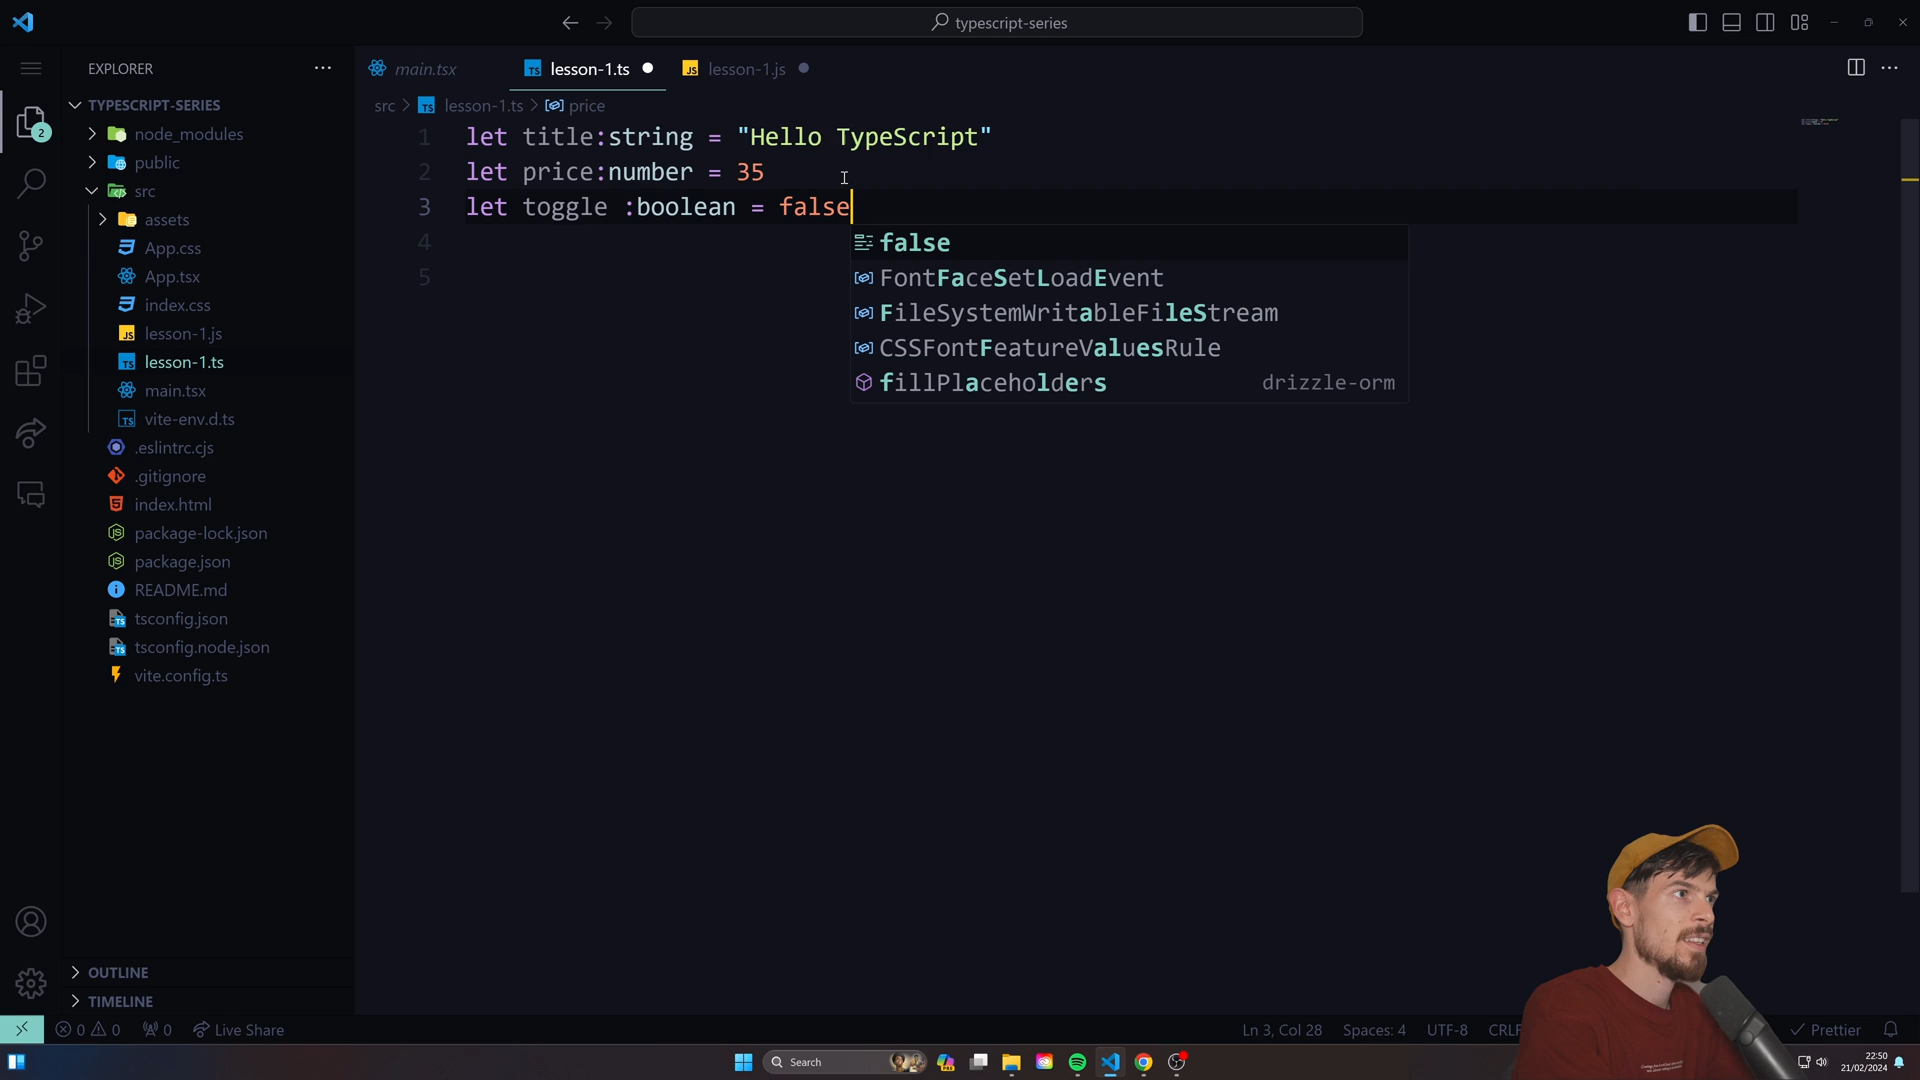 typescript-series
EXPLORER
main.tsx
lesson-1.ts
lesson-1.js
TYPESCRIPT-SERIES
src > lesson-1.ts > price
node_modules
public
src
assets
App.css
App.tsx
index.css
lesson-1.js
lesson-1.ts
main.tsx
vite-env.d.ts
.eslintrc.cjs
.gitignore
index.html
package-lock.json
package.json
README.md
tsconfig.json
tsconfig.node.json
vite.config.ts
OUTLINE
TIMELINE
2
1 let title:string = "Hello TypeScript"
2 let price:number = 35
3 let toggle :boolean = false
4
5
false
FontFaceSetLoadEvent
FileSystemWritableFileStream
CSSFontFeatureValuesRule
fillPlaceholders drizzle-orm
0 0 0 Live Share
Ln 3, Col 28 Spaces: 4 UTF-8 CRLF Prettier
Search
22:50
21/02/2024